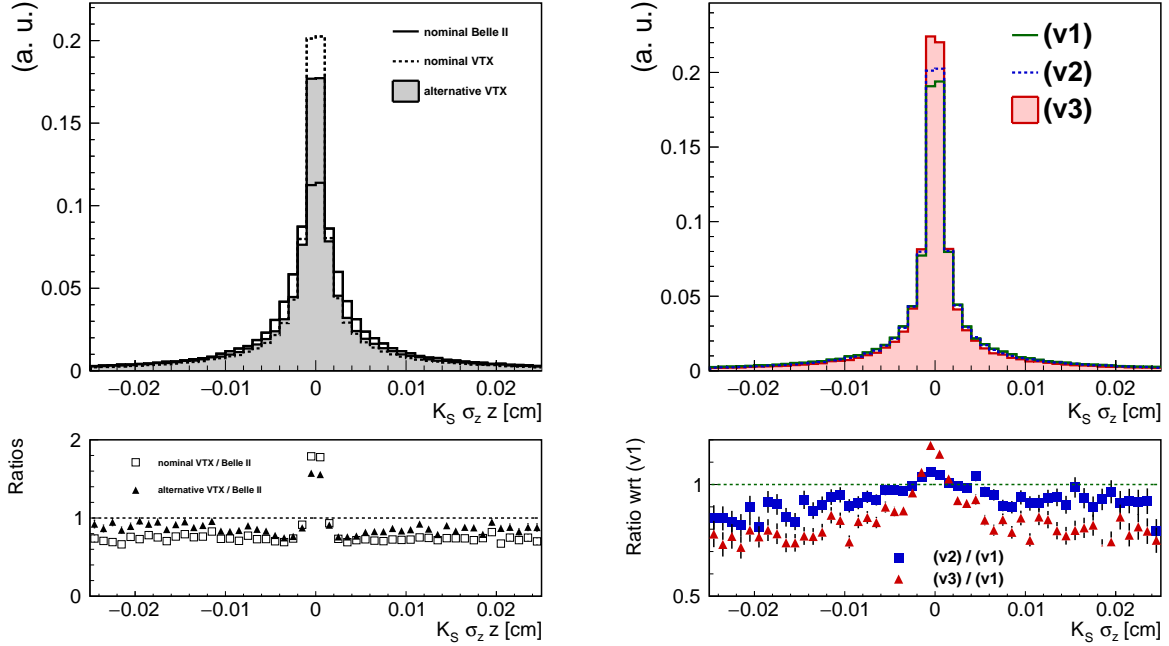 (a. u.)
0.2
0.15
0.1
0.05
0
nominal Belle II
nominal VTX
alternative VTX
−0.02 −0.01 0 0.01 0.02
K_S σ_z z [cm]
Ratios
2
1
0
nominal VTX / Belle II
alternative VTX / Belle II
−0.02 −0.01 0 0.01 0.02
K_S σ_z z [cm]
(a. u.)
0.2
0.15
0.1
0.05
0
(v1)
(v2)
(v3)
−0.02 −0.01 0 0.01 0.02
K_S σ_z [cm]
Ratio wrt (v1)
1
0.5
(v2) / (v1)
(v3) / (v1)
−0.02 −0.01 0 0.01 0.02
K_S σ_z [cm]